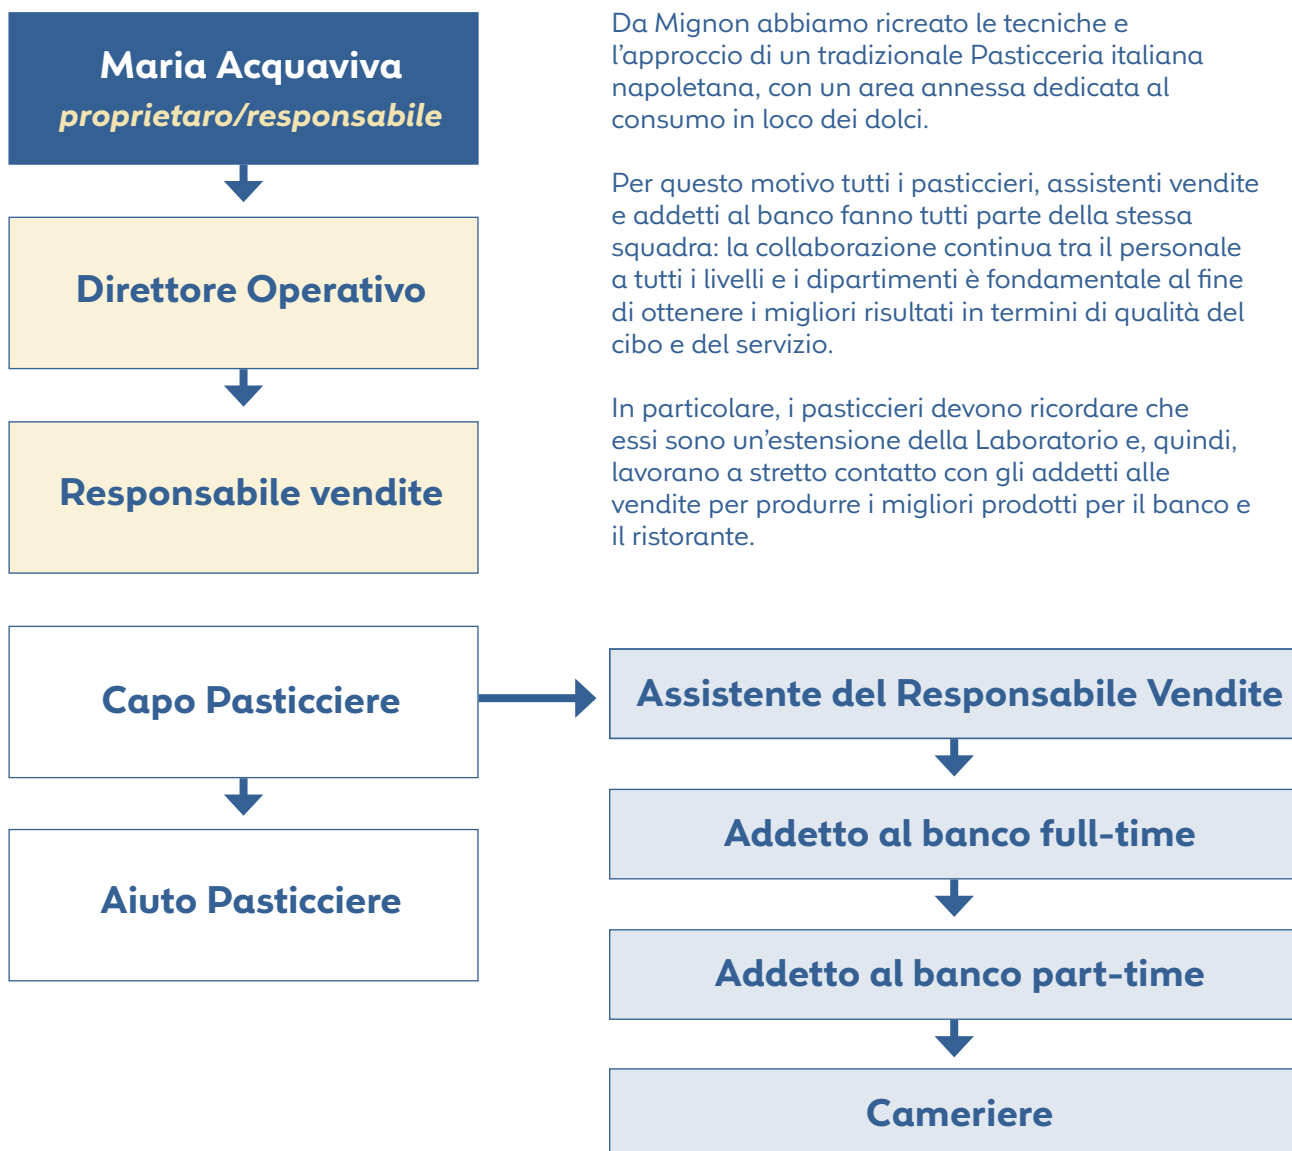 Maria Acquaviva
proprietaro/responsabile
Direttore Operativo
Responsabile vendite
Da Mignon abbiamo ricreato le tecniche e
l’approccio di un tradizionale Pasticceria italiana
napoletana, con un area annessa dedicata al
consumo in loco dei dolci.
Per questo motivo tutti i pasticcieri, assistenti vendite
e addetti al banco fanno tutti parte della stessa
squadra: la collaborazione continua tra il personale
a tutti i livelli e i dipartimenti è fondamentale al fine
di ottenere i migliori risultati in termini di qualità del
cibo e del servizio.
In particolare, i pasticcieri devono ricordare che
essi sono un’estensione della Laboratorio e, quindi,
lavorano a stretto contatto con gli addetti alle
vendite per produrre i migliori prodotti per il banco e
il ristorante.
Capo Pasticciere
Aiuto Pasticciere
Assistente del Responsabile Vendite
Addetto al banco full-time
Addetto al banco part-time
Cameriere